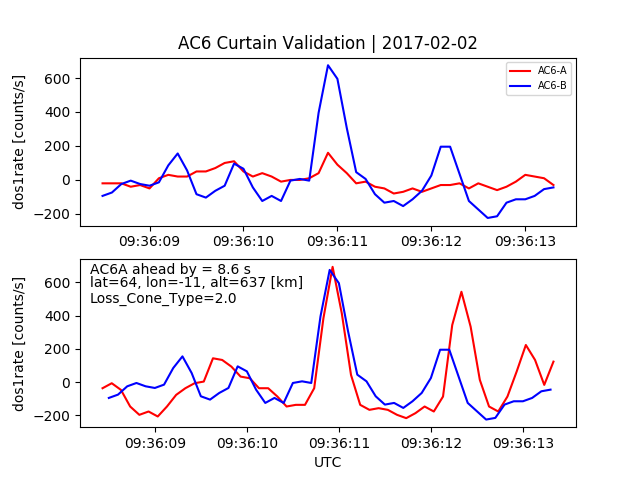 AC6 Curtain Validation | 2017-02-02
dos1rate [counts/s]
600
400
200
0
−200
AC6-A
AC6-B
09:36:09 09:36:10 09:36:11 09:36:12 09:36:13
dos1rate [counts/s]
600
400
200
0
−200
AC6A ahead by = 8.6 s
lat=64, lon=-11, alt=637 [km]
Loss_Cone_Type=2.0
09:36:09 09:36:10 09:36:11 09:36:12 09:36:13
UTC